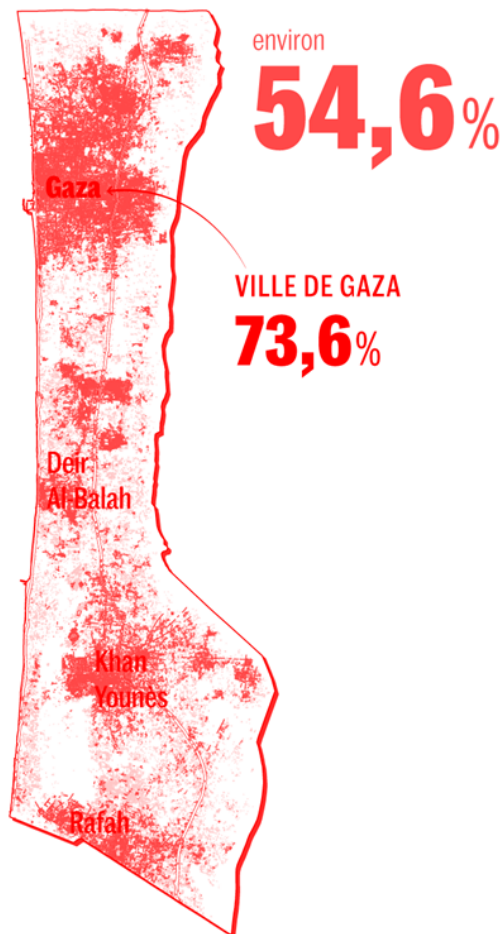 environ
54,6%
Gaza
VILLE DE GAZA
73,6%
Deir
Al-Balah
Khan
Younès
Rafah